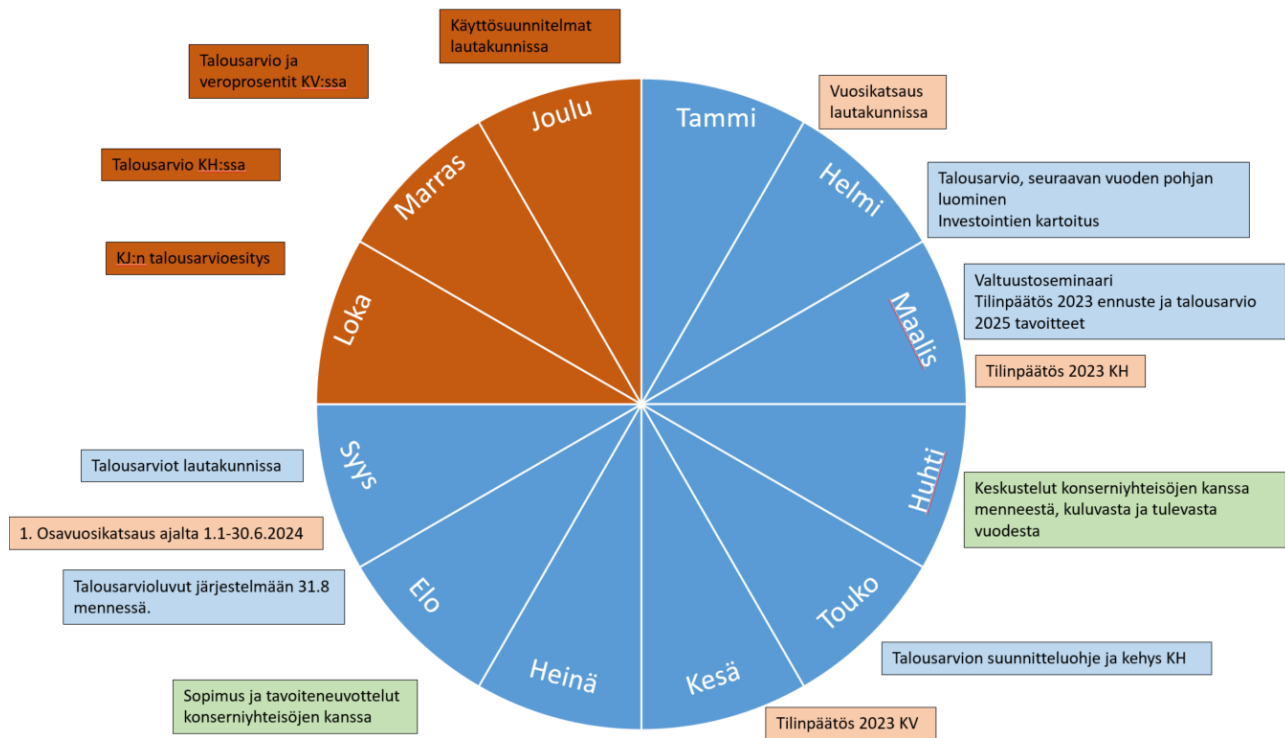 Käyttösuunnitelmat
lautakunnissa
Talousarvio ja
veroprosentit KV:ssa
Talousarvio KH:ssa
KJ:n talousarvioesitys
Vuosikatsaus
lautakunnissa
Talousarvio, seuraavan vuoden pohjan
luominen
Investointien kartoitus
Valtuustoseminaari
Tilinpäätös 2023 ennuste ja talousarvio
2025 tavoitteet
Tilinpäätös 2023 KH
Keskustelut konserniyhteisöjen kanssa
menneestä, kuluvasta ja tulevasta
vuodesta
Talousarvion suunnitteluohje ja kehys KH
Tilinpäätös 2023 KV
Sopimus ja tavoiteneuvottelut
konserniyhteisöjen kanssa
Talousarvioluvut järjestelmään 31.8
mennessä.
1. Osavuosikatsaus ajalta 1.1-30.6.2024
Talousarviot lautakunnissa
Tammi
Helmi
Maalis
Huhti
Touko
Kesä
Heinä
Elo
Syys
Loka
Marras
Joulu